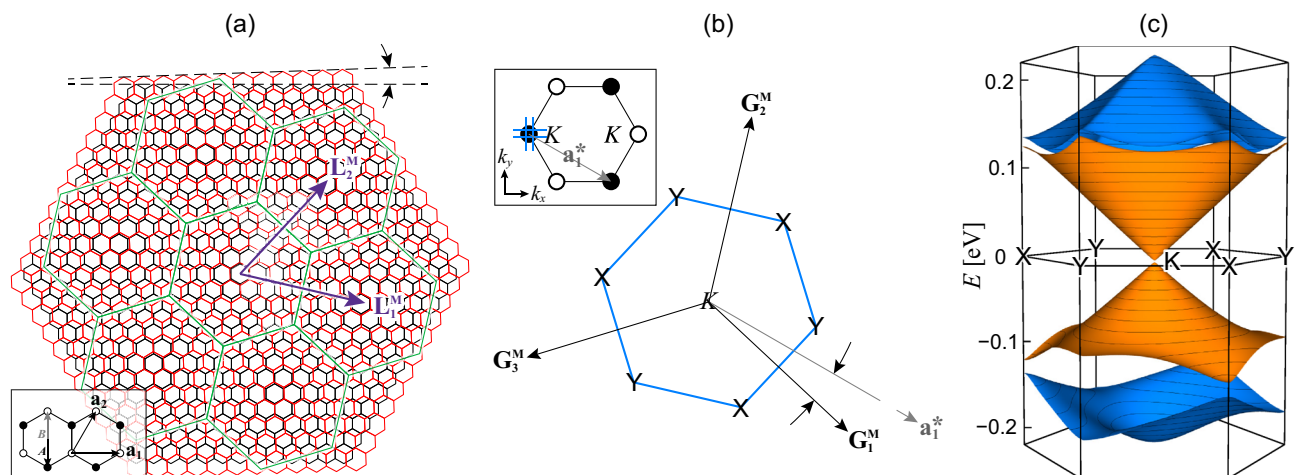 (a)
L₂ᴹ
L₁ᴹ
a₂
B
A
a₁
(b)
K
K
a₁*
k_y
k_x
G₂ᴹ
Y
X
X
K
Y
G₃ᴹ
Y
X
G₁ᴹ
a₁*
(c)
E [eV]
0.2
0.1
0
−0.1
−0.2
X
Y
Y
K
X
X
Y